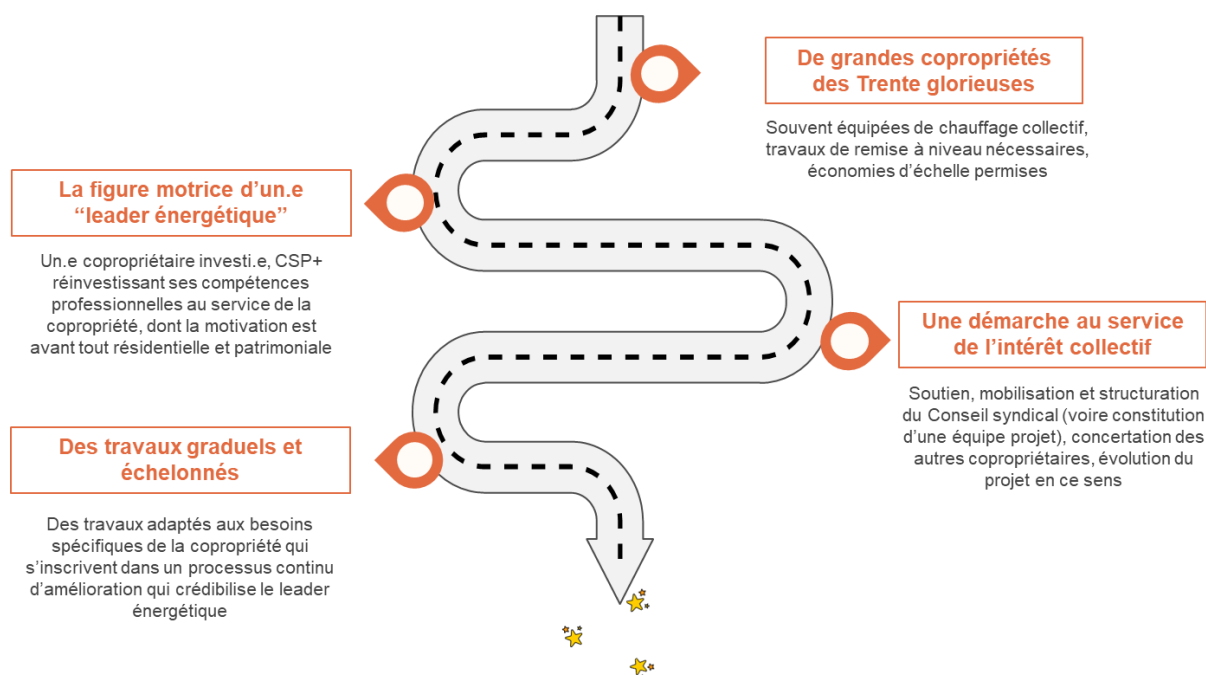 De grandes copropriétés
des Trente glorieuses
Souvent équipées de chauffage collectif,
travaux de remise à niveau nécessaires,
économies d’échelle permises
La figure motrice d’un.e
“leader énergétique”
Un.e copropriétaire investi.e, CSP+
réinvestissant ses compétences
professionnelles au service de la
copropriété, dont la motivation est
avant tout résidentielle et patrimoniale
Une démarche au service
de l’intérêt collectif
Soutien, mobilisation et structuration
du Conseil syndical (voire constitution
d’une équipe projet), concertation des
autres copropriétaires, évolution du
projet en ce sens
Des travaux graduels et
échelonnés
Des travaux adaptés aux besoins
spécifiques de la copropriété qui
s’inscrivent dans un processus continu
d’amélioration qui crédibilise le leader
énergétique